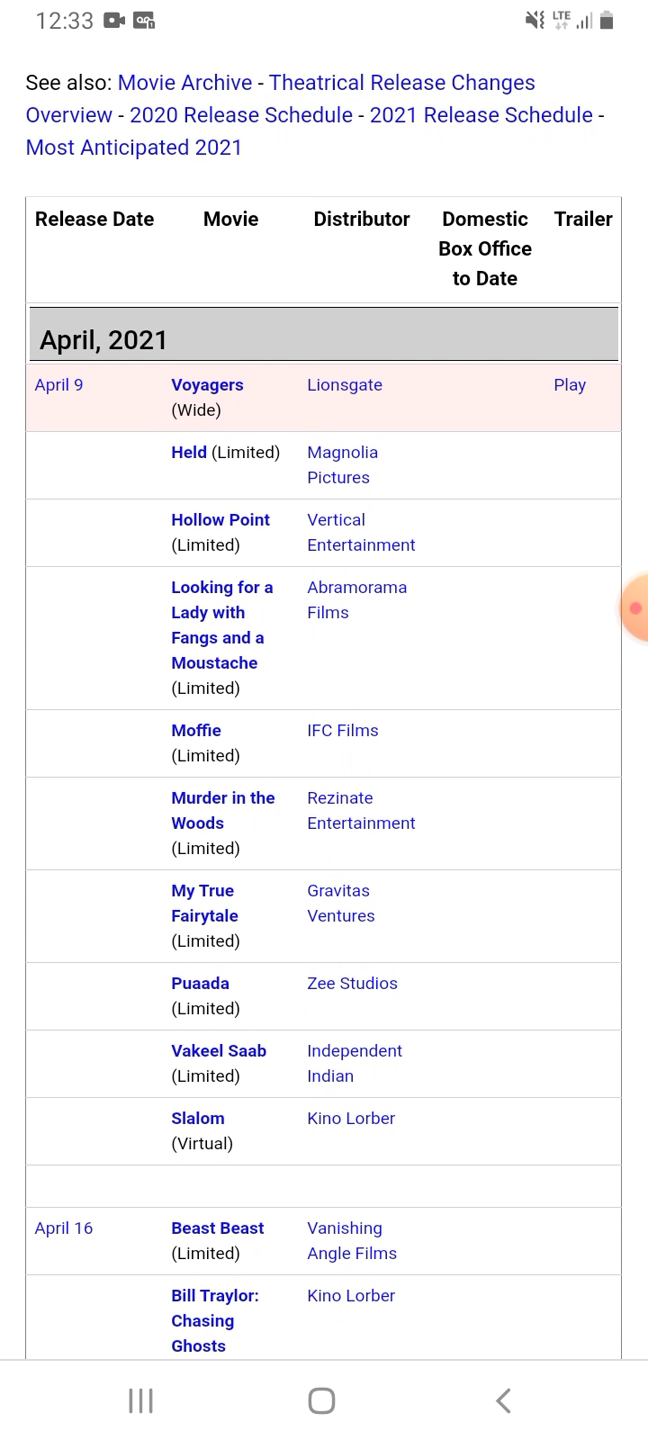 12:33
LTE
See also: Movie Archive - Theatrical Release Changes
Overview - 2020 Release Schedule - 2021 Release Schedule -
Most Anticipated 2021
Release Date Movie Distributor Domestic Box Office to Date Trailer
April, 2021
April 9 Voyagers Lionsgate Play
(Wide)
Held (Limited) Magnolia
Pictures
Hollow Point Vertical
(Limited) Entertainment
Looking for a Abramorama
Lady with Films
Fangs and a
Moustache
(Limited)
Moffie IFC Films
(Limited)
Murder in the Rezinate
Woods Entertainment
(Limited)
My True Gravitas
Fairytale Ventures
(Limited)
Puaada Zee Studios
(Limited)
Vakeel Saab Independent
(Limited) Indian
Slalom Kino Lorber
(Virtual)
April 16 Beast Beast Vanishing
(Limited) Angle Films
Bill Traylor: Kino Lorber
Chasing
Ghosts